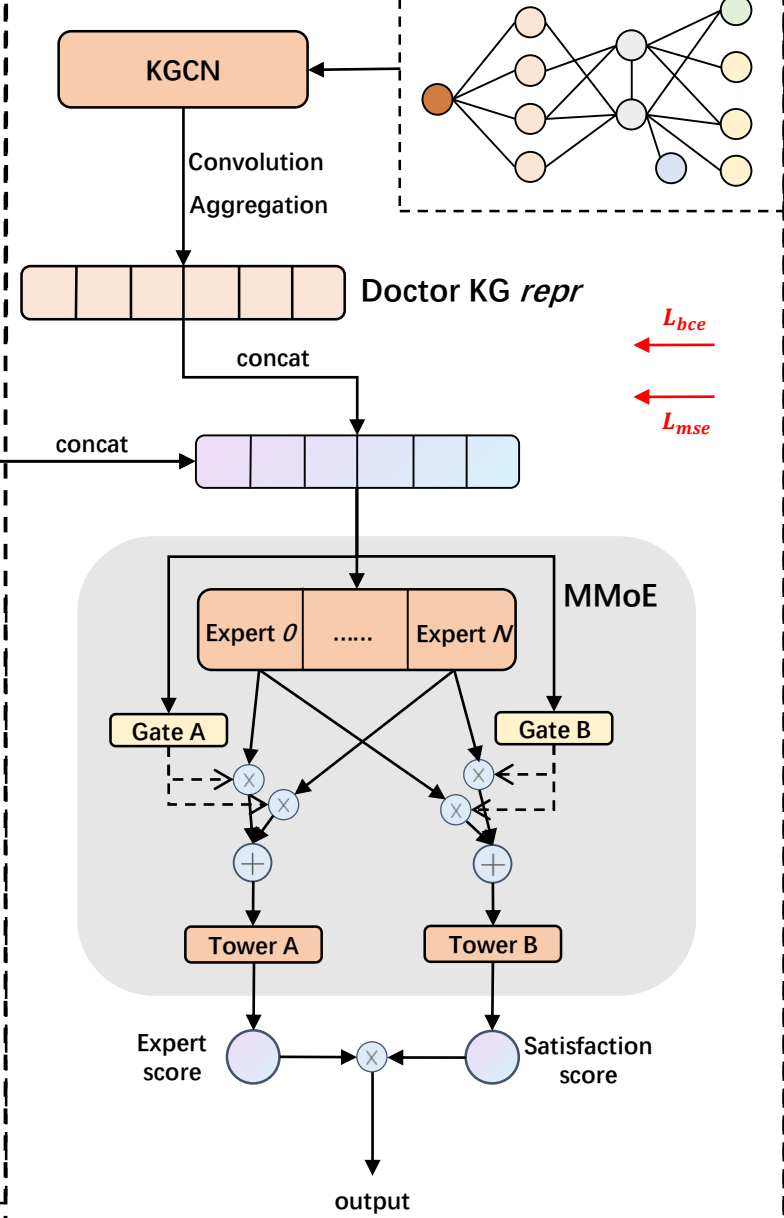 KGCN
Convolution
Aggregation
Doctor KG repr
L_bce
concat
L_mse
concat
MMoE
Expert 0
......
Expert N
Gate A
Gate B
X
X
X
X
+
+
Tower A
Tower B
Expert
score
X
Satisfaction
score
output